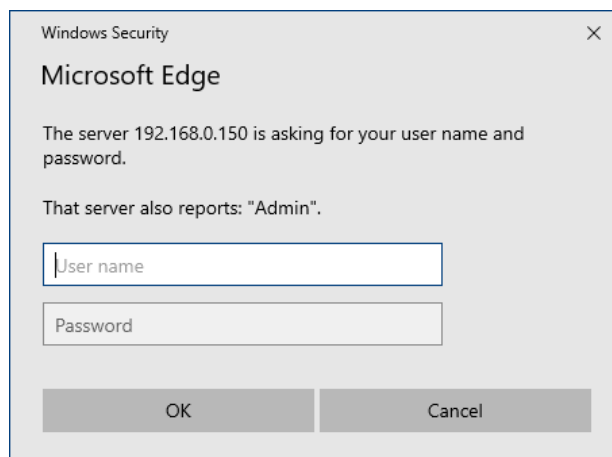 Windows Security
Microsoft Edge
The server 192.168.0.150 is asking for your user name and
password.
That server also reports: "Admin".
User name
Password
OK Cancel